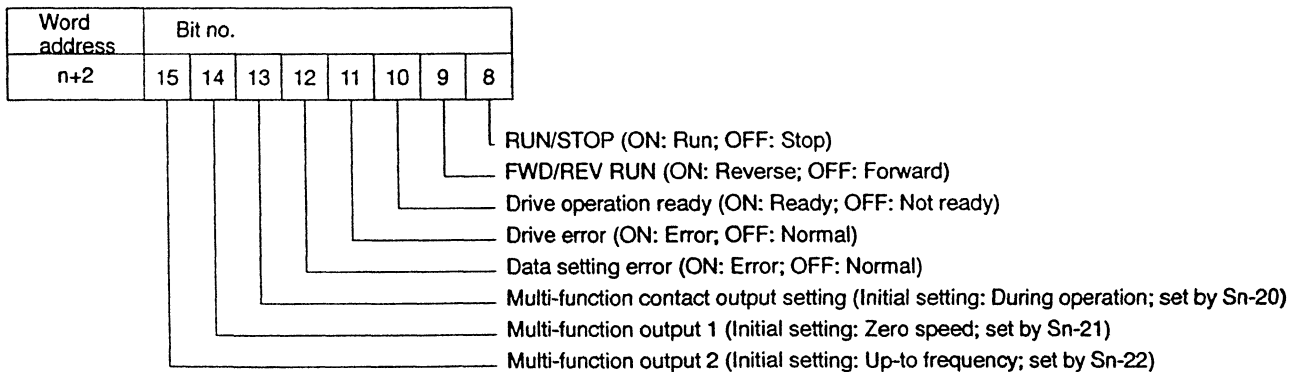 Word address Bit no.
n+2 15 14 13 12 11 10 9 8
RUN/STOP (ON: Run; OFF: Stop)
FWD/REV RUN (ON: Reverse; OFF: Forward)
Drive operation ready (ON: Ready; OFF: Not ready)
Drive error (ON: Error; OFF: Normal)
Data setting error (ON: Error; OFF: Normal)
Multi-function contact output setting (Initial setting: During operation; set by Sn-20)
Multi-function output 1 (Initial setting: Zero speed; set by Sn-21)
Multi-function output 2 (Initial setting: Up-to frequency; set by Sn-22)